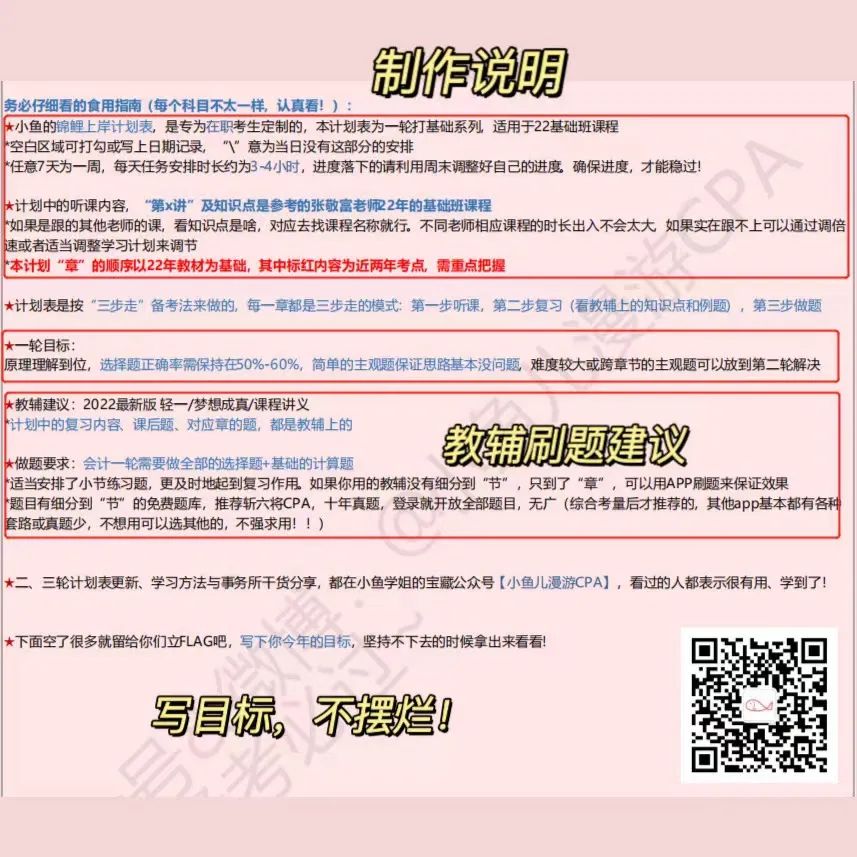 制作说明
务必仔细看的食用指南（每个科目不太一样，认真看！）：
★小鱼的锦鲤上岸计划表，是专为在职考生定制的，本计划表为一轮打基础系列，适用于22基础班课程
*空白区域可打勾或写上日期记录，“\”意为当日没有这部分的安排
*任意7天为一周，每天任务安排时长约为3-4小时，进度落下的请利用周末调整好自己的进度。确保进度，才能稳过！
★计划中的听课内容，“第x讲”及知识点是参考的张敬富老师22年的基础班课程
*如果是跟的其他老师的课，看知识点是啥，对应去找课程名称就行。不同老师相应课程的时长出入不会太大，如果实在跟不上可以通过调倍
速或者适当调整学习计划来调节
*本计划“章”的顺序以22年教材为基础，其中标红内容为近两年考点，需重点把握
★计划表是按“三步走”备考法来做的，每一章都是三步走的模式：第一步听课，第二步复习（看教辅上的知识点和例题），第三步做题
★一轮目标：
原理理解到位，选择题正确率需保持在50%-60%，简单的主观题保证思路基本没问题，难度较大或跨章节的主观题可以放到第二轮解决
★教辅建议：2022最新版 轻一/梦想成真/课程讲义
*计划中的复习内容、课后题、对应章的题，都是教辅上的
教辅刷题建议
★做题要求：会计一轮需要做全部的选择题+基础的计算题
*适当安排了小节练习题，更及时地起到复习作用。如果你用的教辅没有细分到“节”，只到了“章”，可以用APP刷题来保证效果
*题目有细分到“节”的免费题库，推荐斩六将CPA，十年真题，登录就开放全部题目，无广（综合考量后才推荐的，其他app基本都有各种
套路或真题少，不想用可以选其他的，不强求用！！）
★二、三轮计划表更新、学习方法与事务所干货分享，都在小鱼学姐的宝藏公众号【小鱼儿漫游CPA】，看过的人都表示很有用、学到了！
★下面空了很多就留给你们立FLAG吧，写下你今年的目标，坚持不下去的时候拿出来看看！
写目标，不摆烂！
微博：@小鱼儿漫游CPA